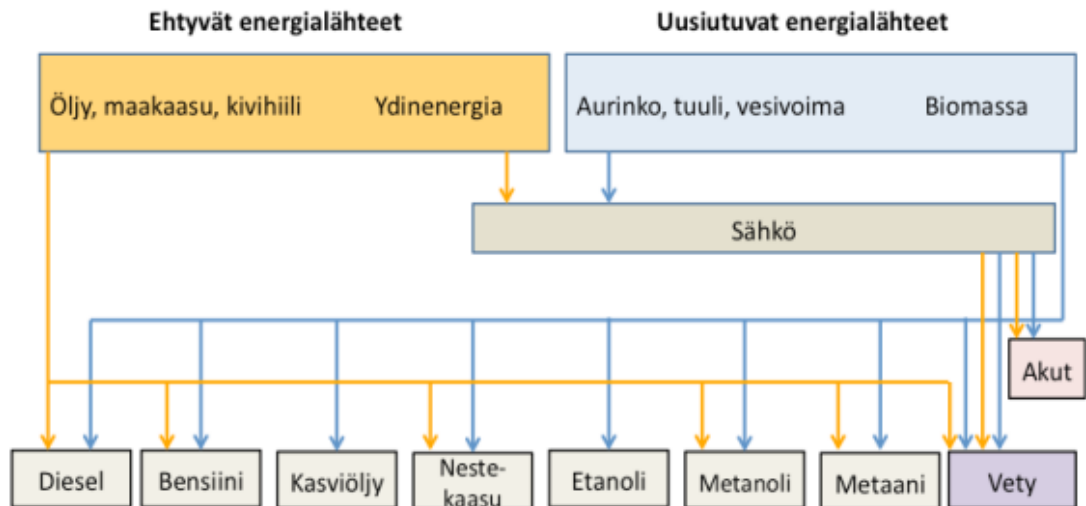 Ehtyvät energialähteet
Uusiutuvat energialähteet
Öljy, maakaasu, kivihiili
Ydinenergia
Aurinko, tuuli, vesivoima
Biomassa
Sähkö
Akut
Diesel
Bensiini
Kasviöljy
Neste-
kaasu
Etanoli
Metanoli
Metaani
Vety